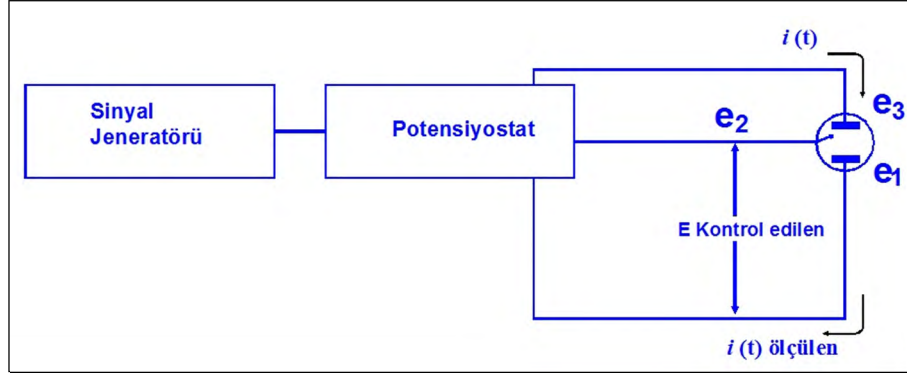 i (t)
Sinyal
Jeneratörü
Potensiyostat
e2
e3
e1
E Kontrol edilen
i (t) ölçülen